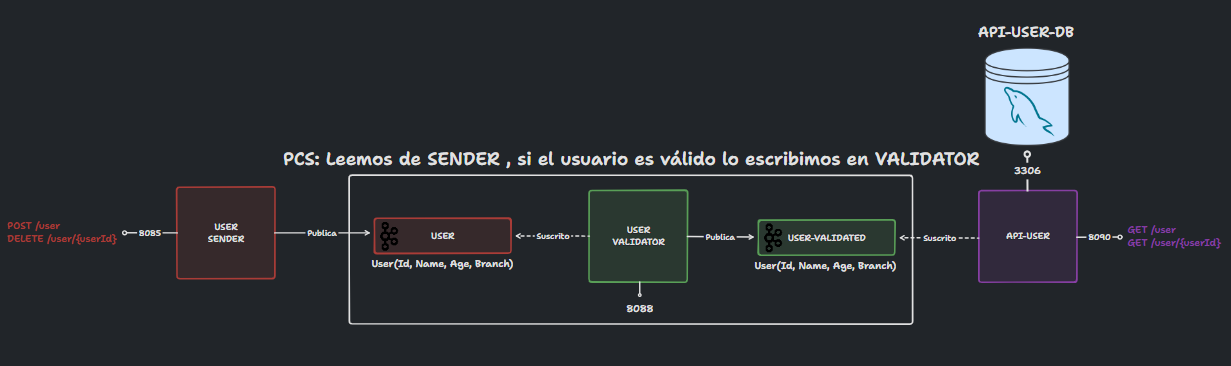 API-USER-DB
3306
PCS: Leemos de SENDER , si el usuario es válido lo escribimos en VALIDATOR
POST /user
DELETE /user/{userId}
8085
USER
SENDER
Publica
USER
User(Id, Name, Age, Branch)
Suscrito
USER
VALIDATOR
8088
Publica
USER-VALIDATED
User(Id, Name, Age, Branch)
Suscrito
API-USER
8090
GET /user
GET /user/{userId}